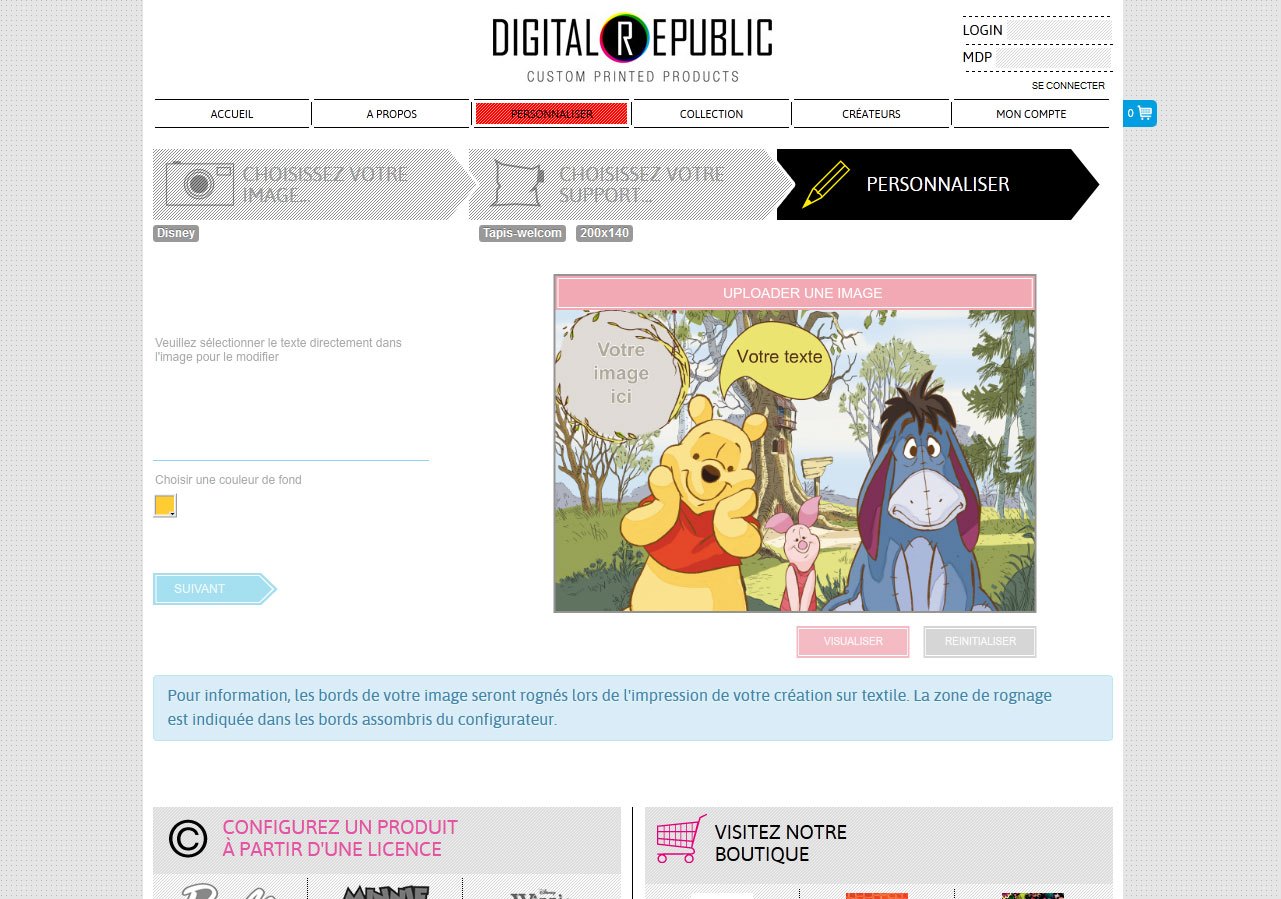 DIGITAL REPUBLIC
CUSTOM PRINTED PRODUCTS
LOGIN
MDP
SE CONNECTER
ACCUEIL
A PROPOS
PERSONNALISER
COLLECTION
CRÉATEURS
MON COMPTE
0
CHOISISSEZ VOTRE
IMAGE...
CHOISISSEZ VOTRE
SUPPORT...
PERSONNALISER
Disney
Tapis-welcom
200x140
UPLOADER UNE IMAGE
Veuillez sélectionner le texte directement dans
l'image pour le modifier
Votre
image
ici
Votre texte
Choisir une couleur de fond
SUIVANT
VISUALISER
REINITIALISER
Pour information, les bords de votre image seront rognés lors de l'impression de votre création sur textile. La zone de rognage
est indiquée dans les bords assombris du configurateur.
CONFIGUREZ UN PRODUIT
À PARTIR D'UNE LICENCE
VISITEZ NOTRE
BOUTIQUE
MINNIE
Disney